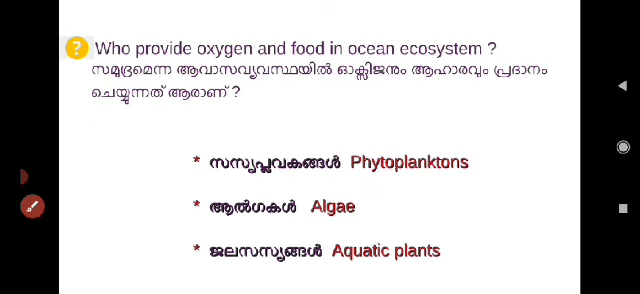 ? Who provide oxygen and food in ocean ecosystem ?
സമുദ്രമെന്ന ആവാസവ്യവസ്ഥയിൽ ഓക്സിജനും ആഹാരവും പ്രദാനം
ചെയ്യുന്നത് ആരാണ് ?
* സസ്യപ്ലവകങ്ങൾ Phytoplanktons
* ആൽഗകൾ Algae
* ജലസസ്യങ്ങൾ Aquatic plants